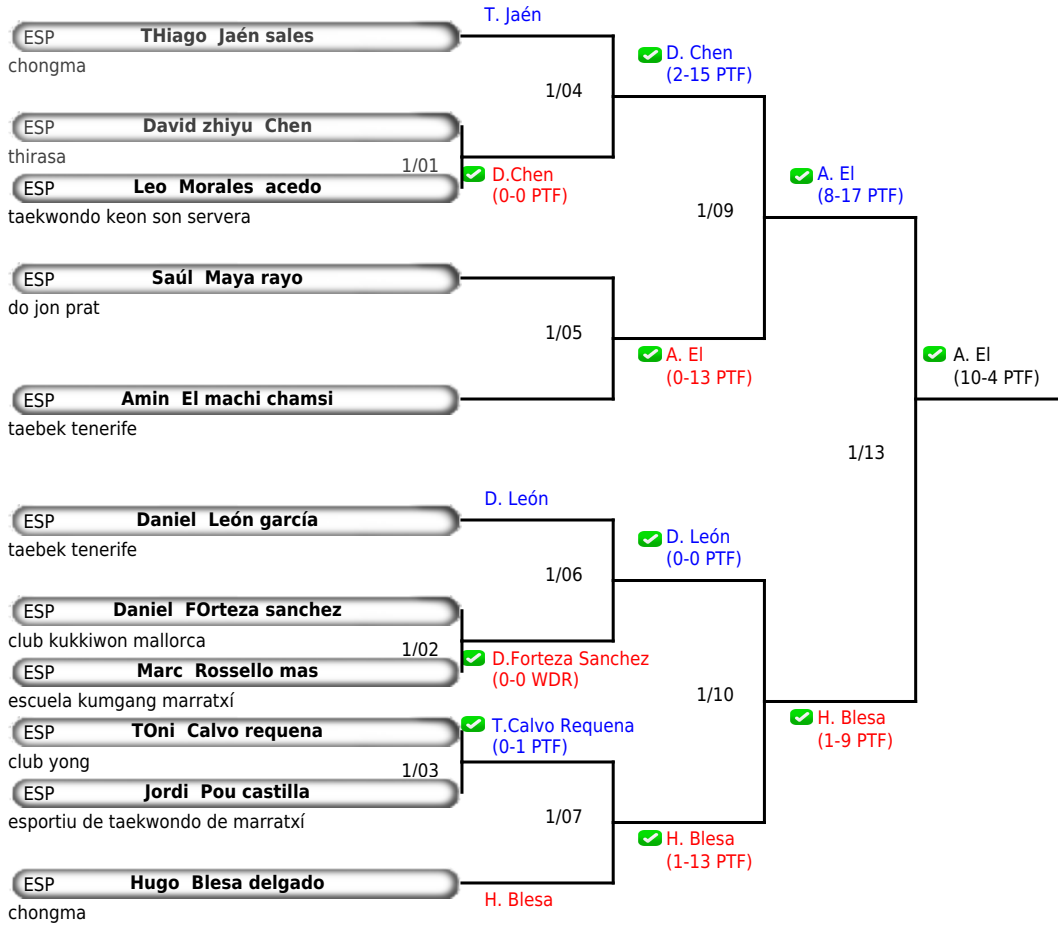 T. Jaén
ESP THiago Jaén sales
chongma
D. Chen
(2-15 PTF)
1/04
ESP David zhiyu Chen
thirasa
1/01
D.Chen
(0-0 PTF)
ESP Leo Morales acedo
taekwondo keon son servera
A. El
(8-17 PTF)
1/09
ESP Saúl Maya rayo
do jon prat
1/05
A. El
(0-13 PTF)
A. El
(10-4 PTF)
ESP Amin El machi chamsi
taebek tenerife
1/13
D. León
ESP Daniel León garcía
taebek tenerife
D. León
(0-0 PTF)
1/06
ESP Daniel FOrteza sanchez
club kukkiwon mallorca
1/02
D.Forteza Sanchez
(0-0 WDR)
ESP Marc Rossello mas
escuela kumgang marratxí
1/10
H. Blesa
(1-9 PTF)
ESP TOni Calvo requena
club yong
T.Calvo Requena
(0-1 PTF)
1/03
ESP Jordi Pou castilla
esportiu de taekwondo de marratxí
1/07
H. Blesa
(1-13 PTF)
ESP Hugo Blesa delgado
chongma
H. Blesa